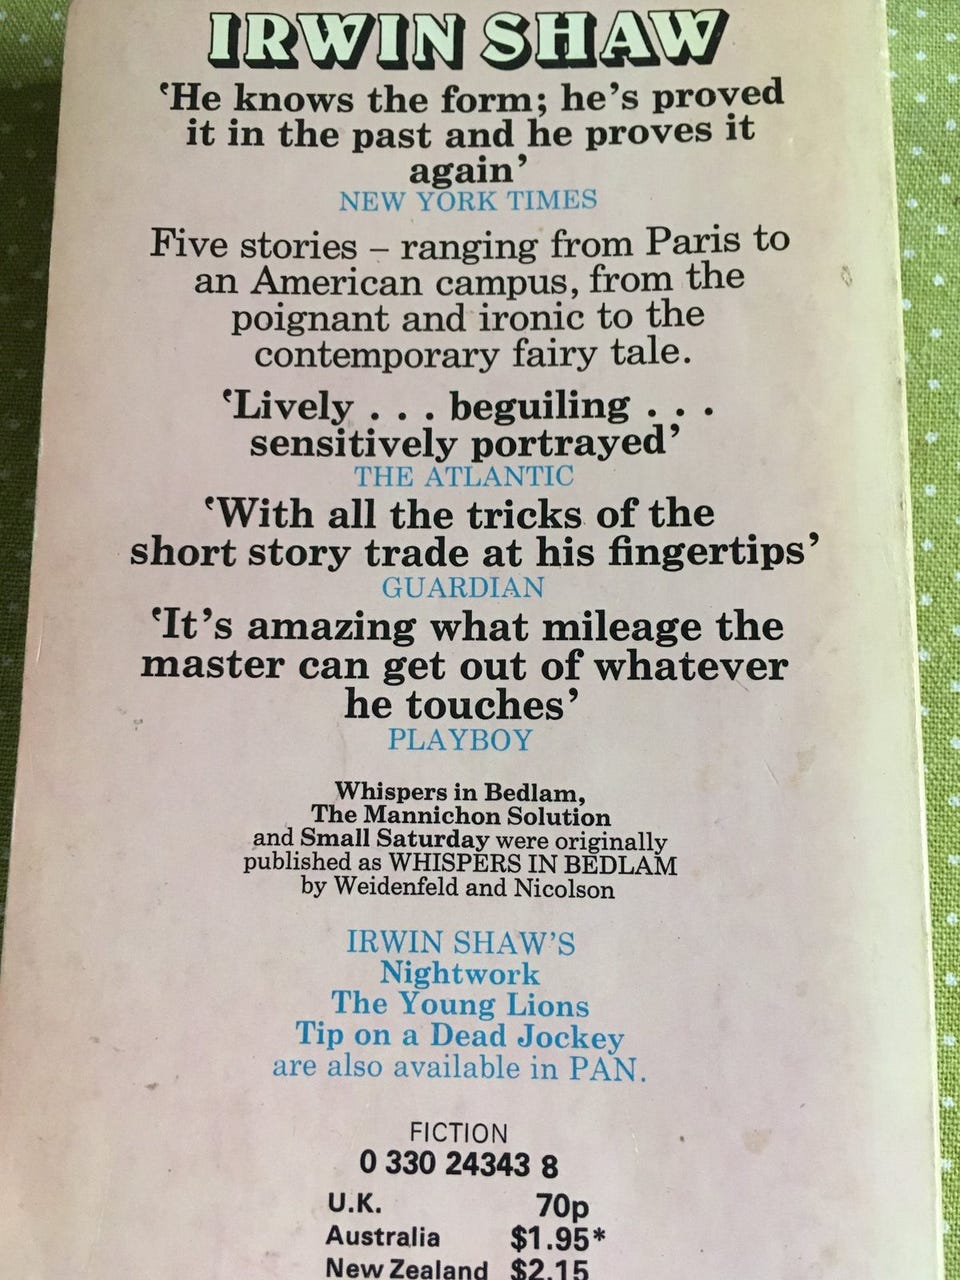 IRWIN SHAW
‘He knows the form; he’s proved
it in the past and he proves it
again’
NEW YORK TIMES
Five stories – ranging from Paris to
an American campus, from the
poignant and ironic to the
contemporary fairy tale.
‘Lively . . . beguiling . . .
sensitively portrayed’
THE ATLANTIC
‘With all the tricks of the
short story trade at his fingertips’
GUARDIAN
‘It’s amazing what mileage the
master can get out of whatever
he touches’
PLAYBOY
Whispers in Bedlam,
The Mannichon Solution
and Small Saturday were originally
published as WHISPERS IN BEDLAM
by Weidenfeld and Nicolson
IRWIN SHAW’S
Nightwork
The Young Lions
Tip on a Dead Jockey
are also available in PAN.
FICTION
0 330 24343 8
U.K. 70p
Australia $1.95*
New Zealand $2.15